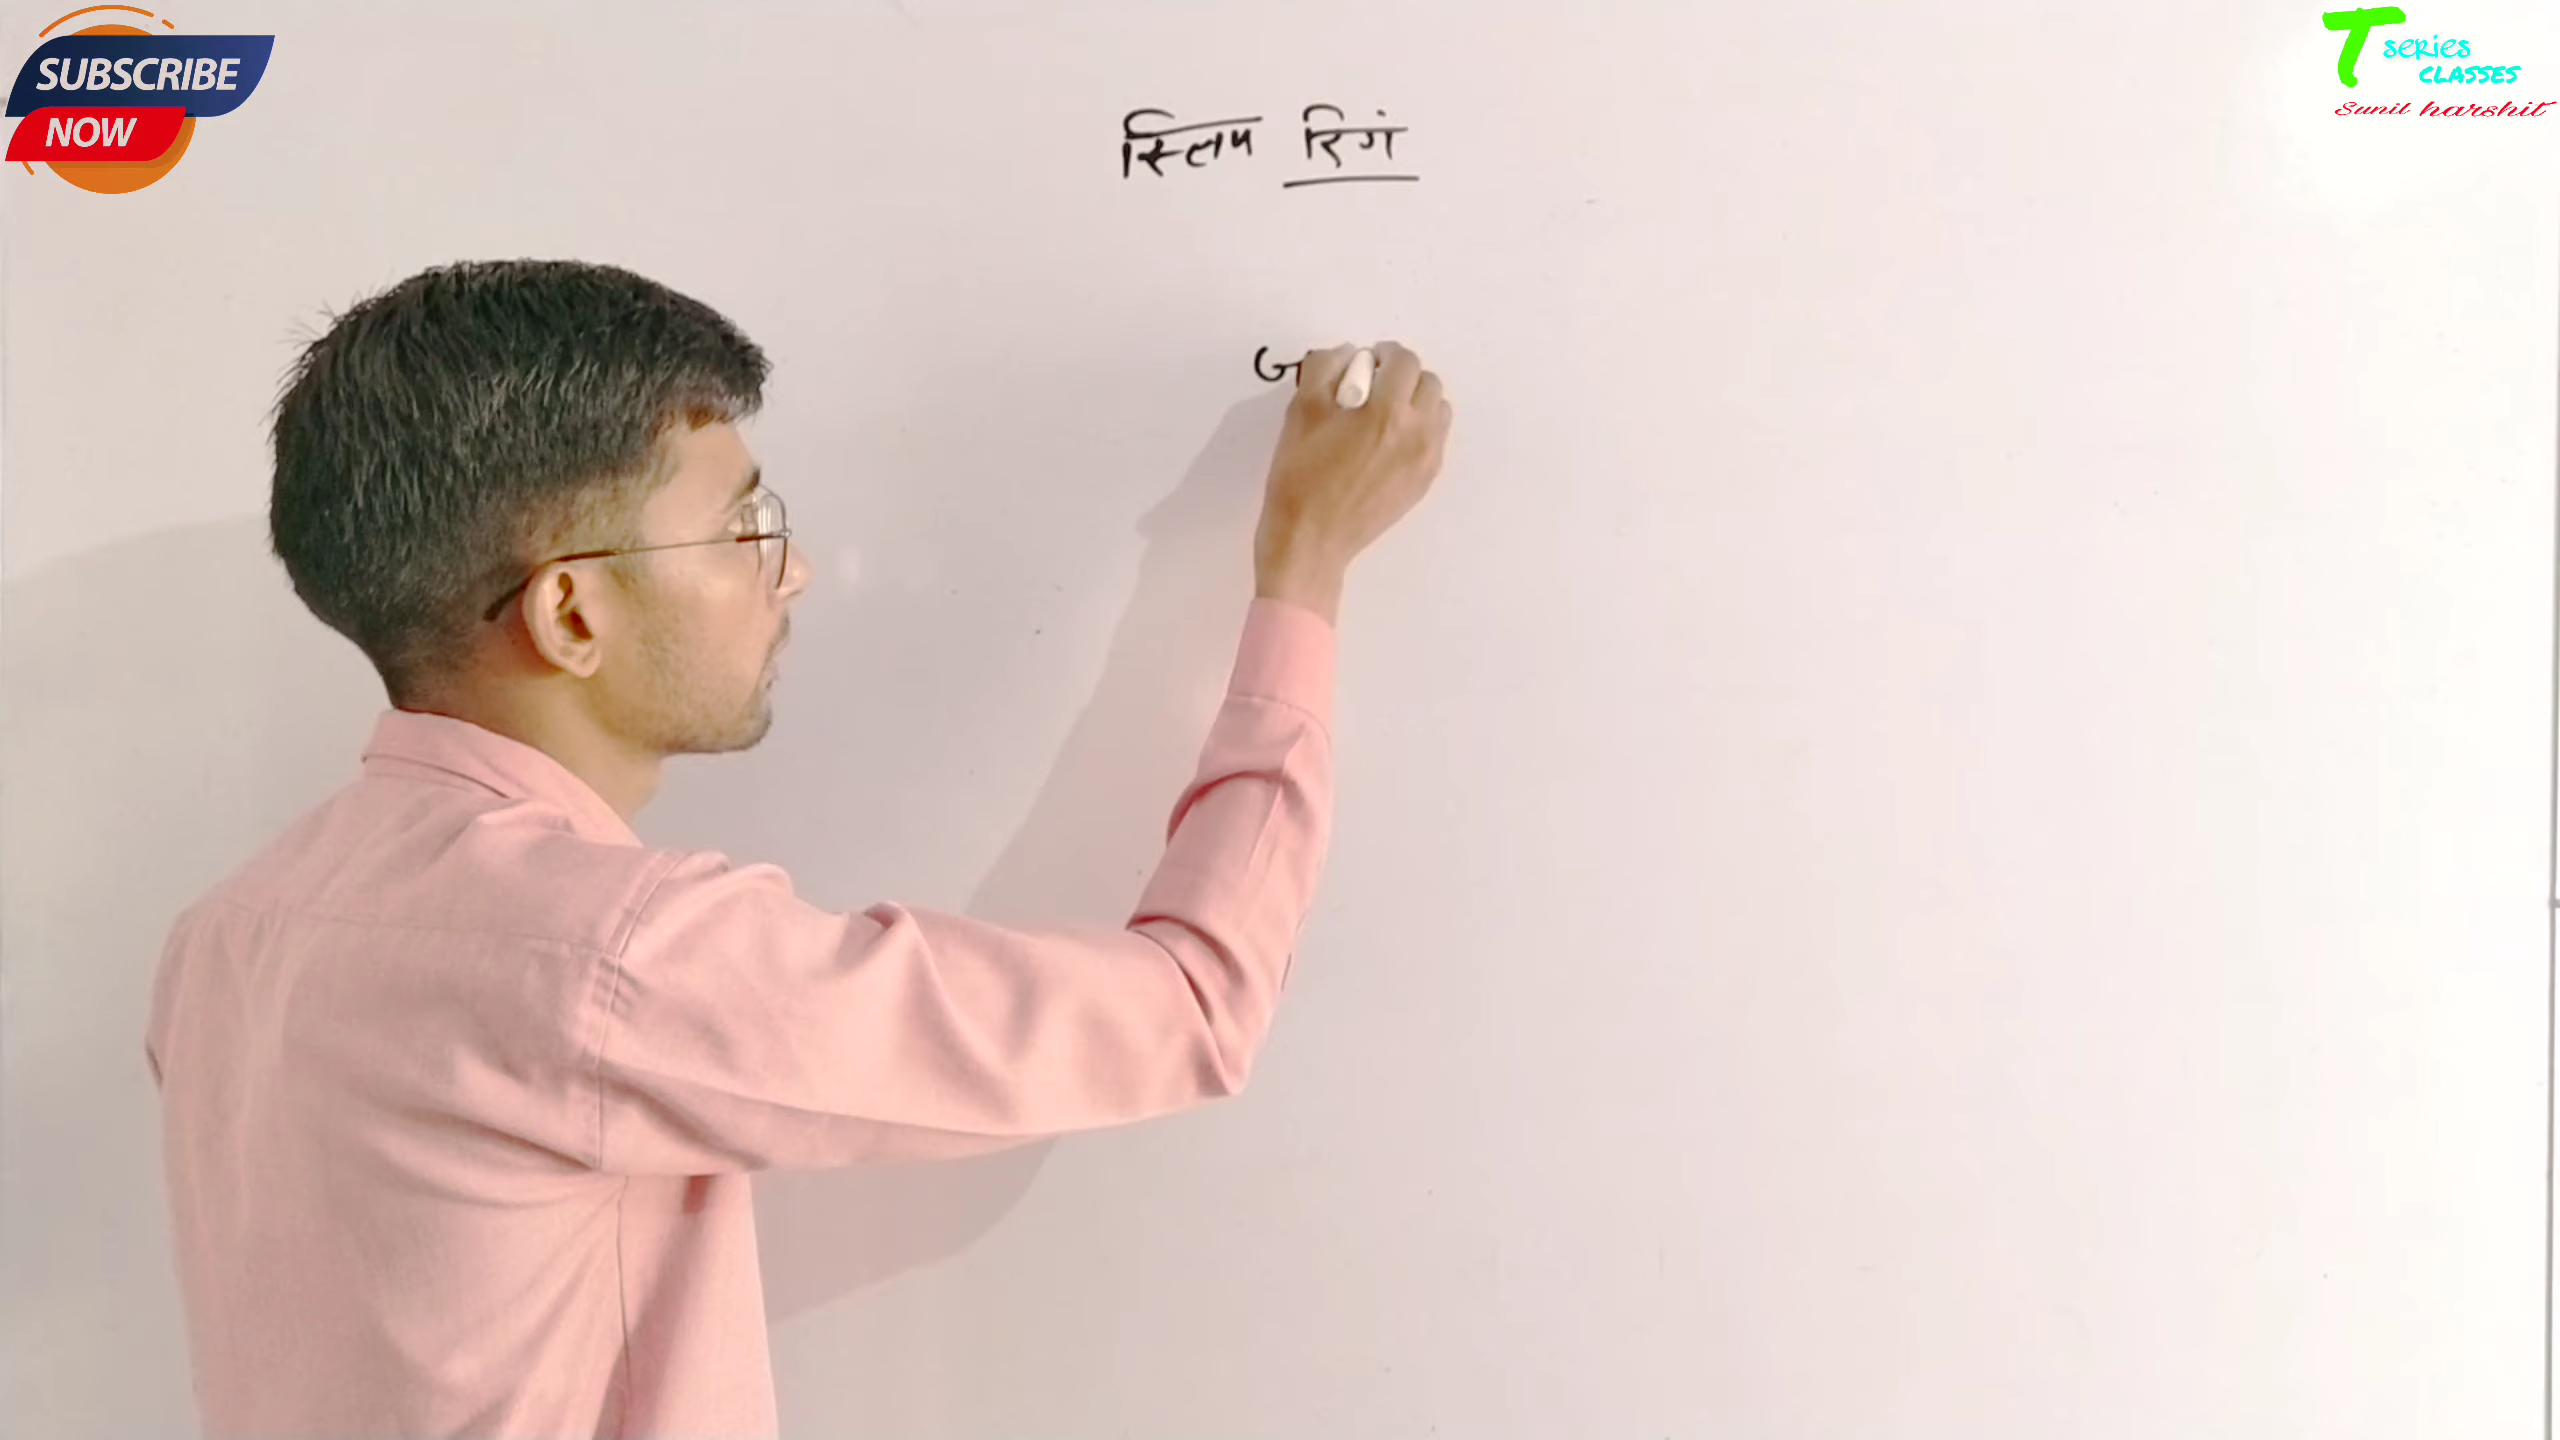 SUBSCRIBE
NOW
T series
CLASSES
Sunil harshit
स्लिप रिगं